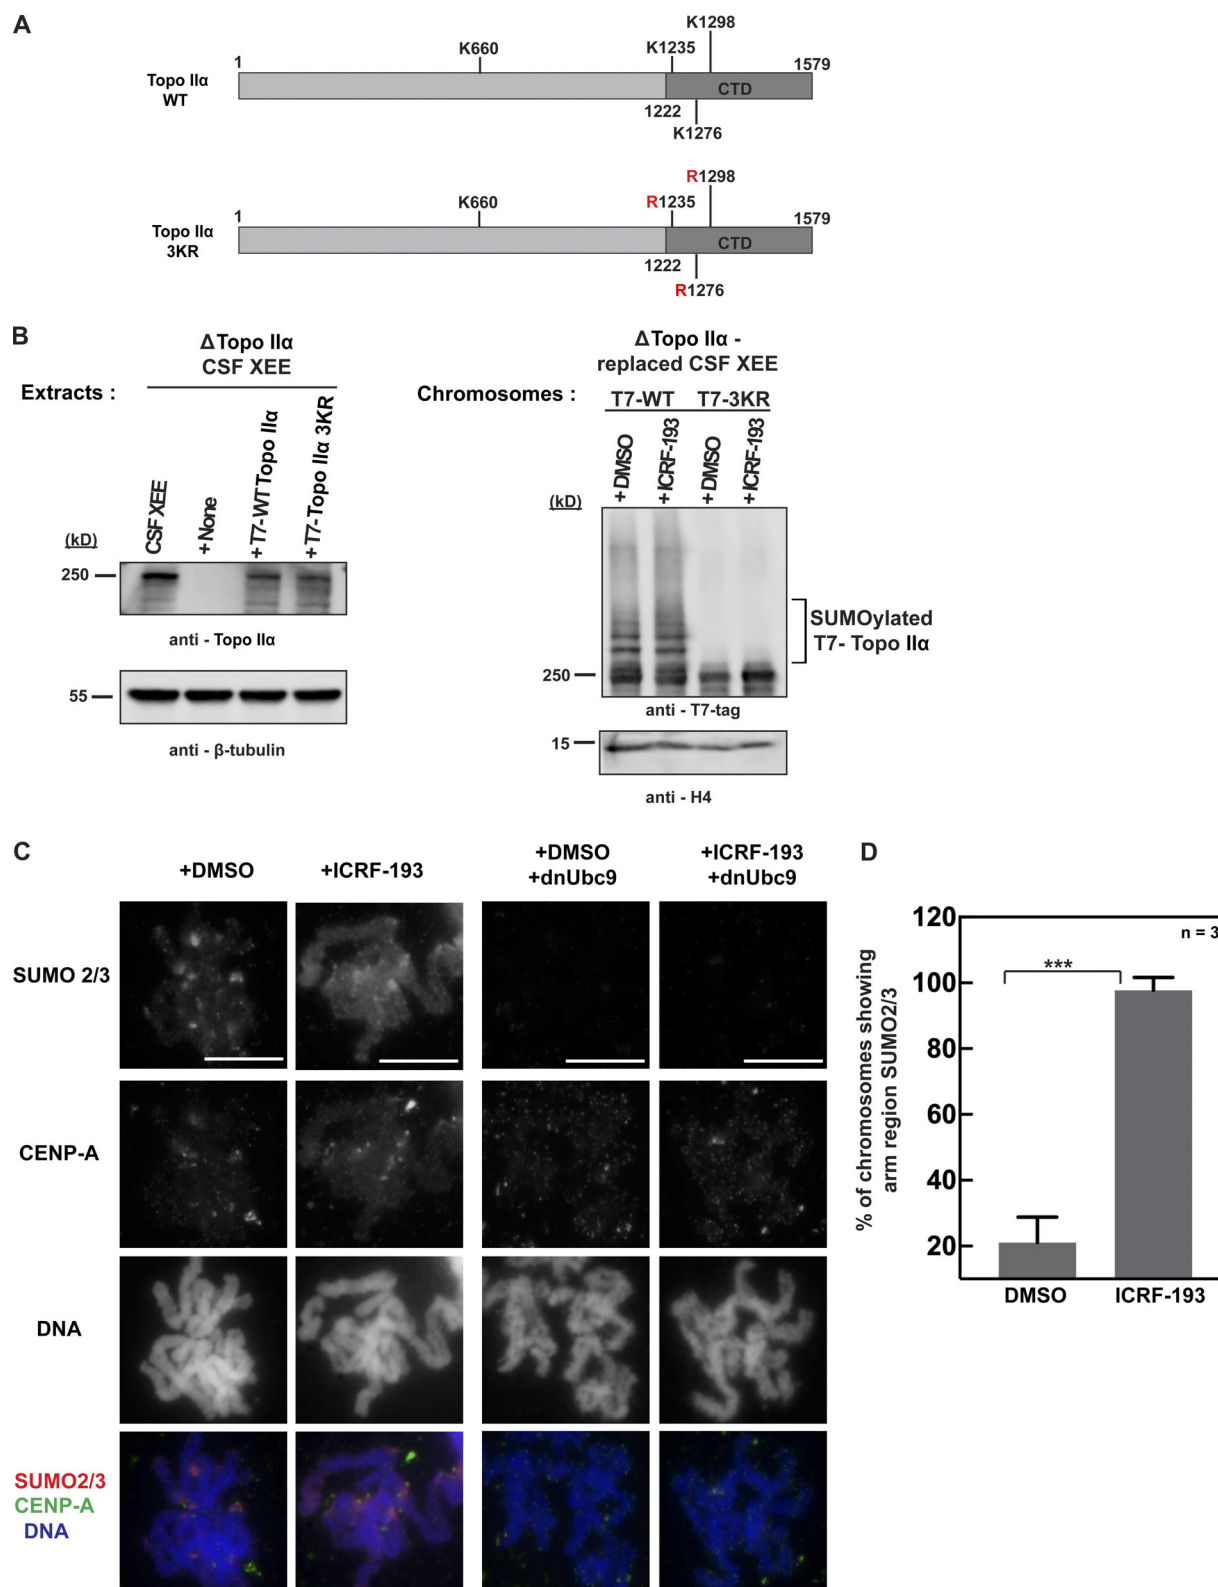 A
K1298
K660
K1235
1
1579
Topo IIα
WT
CTD
1222
K1276
R1298
K660
R1235
1
1579
Topo IIα
3KR
CTD
1222
R1276
B
Δ Topo IIα
CSF XEE
Extracts :
CSF XEE
+None
+T7-WT Topo IIα
+T7-Topo IIα 3KR
(kD)
250
anti - Topo IIα
55
anti - β-tubulin
Δ Topo IIα -
replaced CSF XEE
Chromosomes :
T7-WT T7-3KR
+DMSO
+ICRF-193
+DMSO
+ICRF-193
(kD)
SUMOylated
T7- Topo IIα
250
anti - T7-tag
15
anti - H4
C
+DMSO
+ICRF-193
+DMSO
+dnUbc9
+ICRF-193
+dnUbc9
SUMO 2/3
CENP-A
DNA
SUMO2/3
CENP-A
DNA
D
% of chromosomes showing
arm region SUMO2/3
120
100
80
60
40
20
n = 3
***
DMSO
ICRF-193